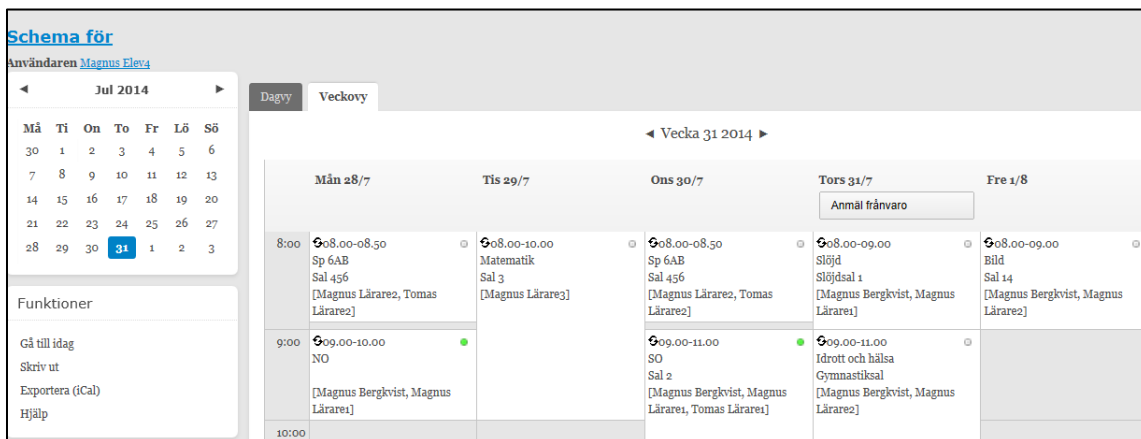 Schema för
Användaren Magnus Elev4
◄ Jul 2014 ►
Må Ti On To Fr Lö Sö
30 1 2 3 4 5 6
7 8 9 10 11 12 13
14 15 16 17 18 19 20
21 22 23 24 25 26 27
28 29 30 31 1 2 3
Funktioner
Gå till idag
Skriv ut
Exportera (iCal)
Hjälp
Dagvy Veckovy
◄ Vecka 31 2014 ►
Mån 28/7 Tis 29/7 Ons 30/7 Tors 31/7 Fre 1/8
Anmäl frånvaro
8:00
08.00-08.50
Sp 6AB
Sal 456
[Magnus Lärare2, Tomas
Lärare2]
08.00-10.00
Matematik
Sal 3
[Magnus Lärare3]
08.00-08.50
Sp 6AB
Sal 456
[Magnus Lärare2, Tomas
Lärare2]
08.00-09.00
Slöjd
Slöjdsal 1
[Magnus Bergkvist, Magnus
Lärare1]
08.00-09.00
Bild
Sal 14
[Magnus Bergkvist, Magnus
Lärare2]
9:00
09.00-10.00
NO
[Magnus Bergkvist, Magnus
Lärare1]
09.00-11.00
SO
Sal 2
[Magnus Bergkvist, Magnus
Lärare1, Tomas Lärare1]
09.00-11.00
Idrott och hälsa
Gymnastiksal
[Magnus Bergkvist, Magnus
Lärare2]
10:00